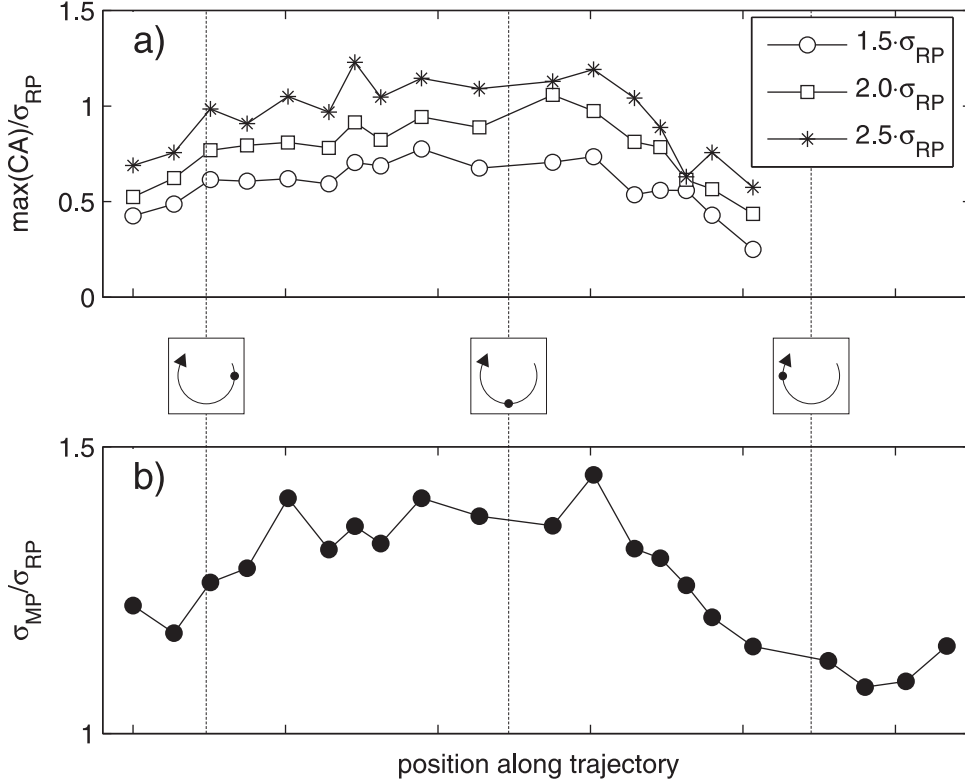 a)
1.5
1
0.5
0
max(CA)/σRP
1.5·σRP
2.0·σRP
2.5·σRP
b)
1.5
1
σMP/σRP
position along trajectory